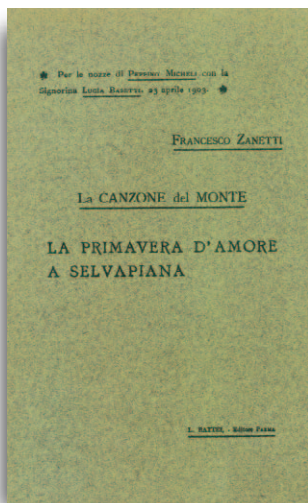 Per le nozze di Peppino Micheli con la
Signorina Lucia Basetti, 23 aprile 1903.
Francesco Zanetti
La CANZONE del MONTE
LA PRIMAVERA D'AMORE
A SELVAPIANA
L. Battei, - Editore Parma